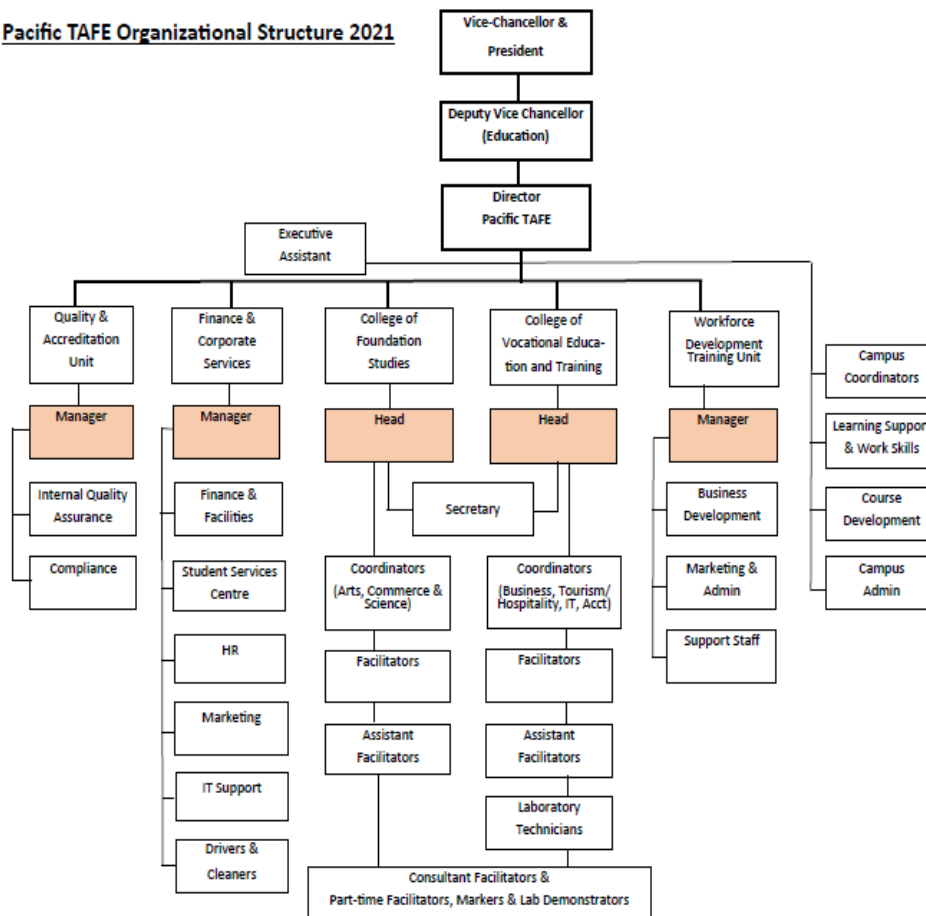 Pacific TAFE Organizational Structure 2021
Vice-Chancellor &
President
Deputy Vice Chancellor
(Education)
Director
Pacific TAFE
Executive
Assistant
Quality &
Accreditation
Unit
Finance &
Corporate
Services
College of
Foundation
Studies
College of
Vocational Educa-
tion and Training
Workforce
Development
Training Unit
Campus
Coordinators
Manager
Manager
Head
Head
Manager
Learning Support
& Work Skills
Internal Quality
Assurance
Finance &
Facilities
Secretary
Business
Development
Course
Development
Compliance
Student Services
Centre
Coordinators
(Arts, Commerce &
Science)
Coordinators
(Business, Tourism/
Hospitality, IT, Acct)
Marketing &
Admin
Campus
Admin
HR
Facilitators
Facilitators
Support Staff
Marketing
Assistant
Facilitators
Assistant
Facilitators
IT Support
Laboratory
Technicians
Drivers &
Cleaners
Consultant Facilitators &
Part-time Facilitators, Markers & Lab Demonstrators